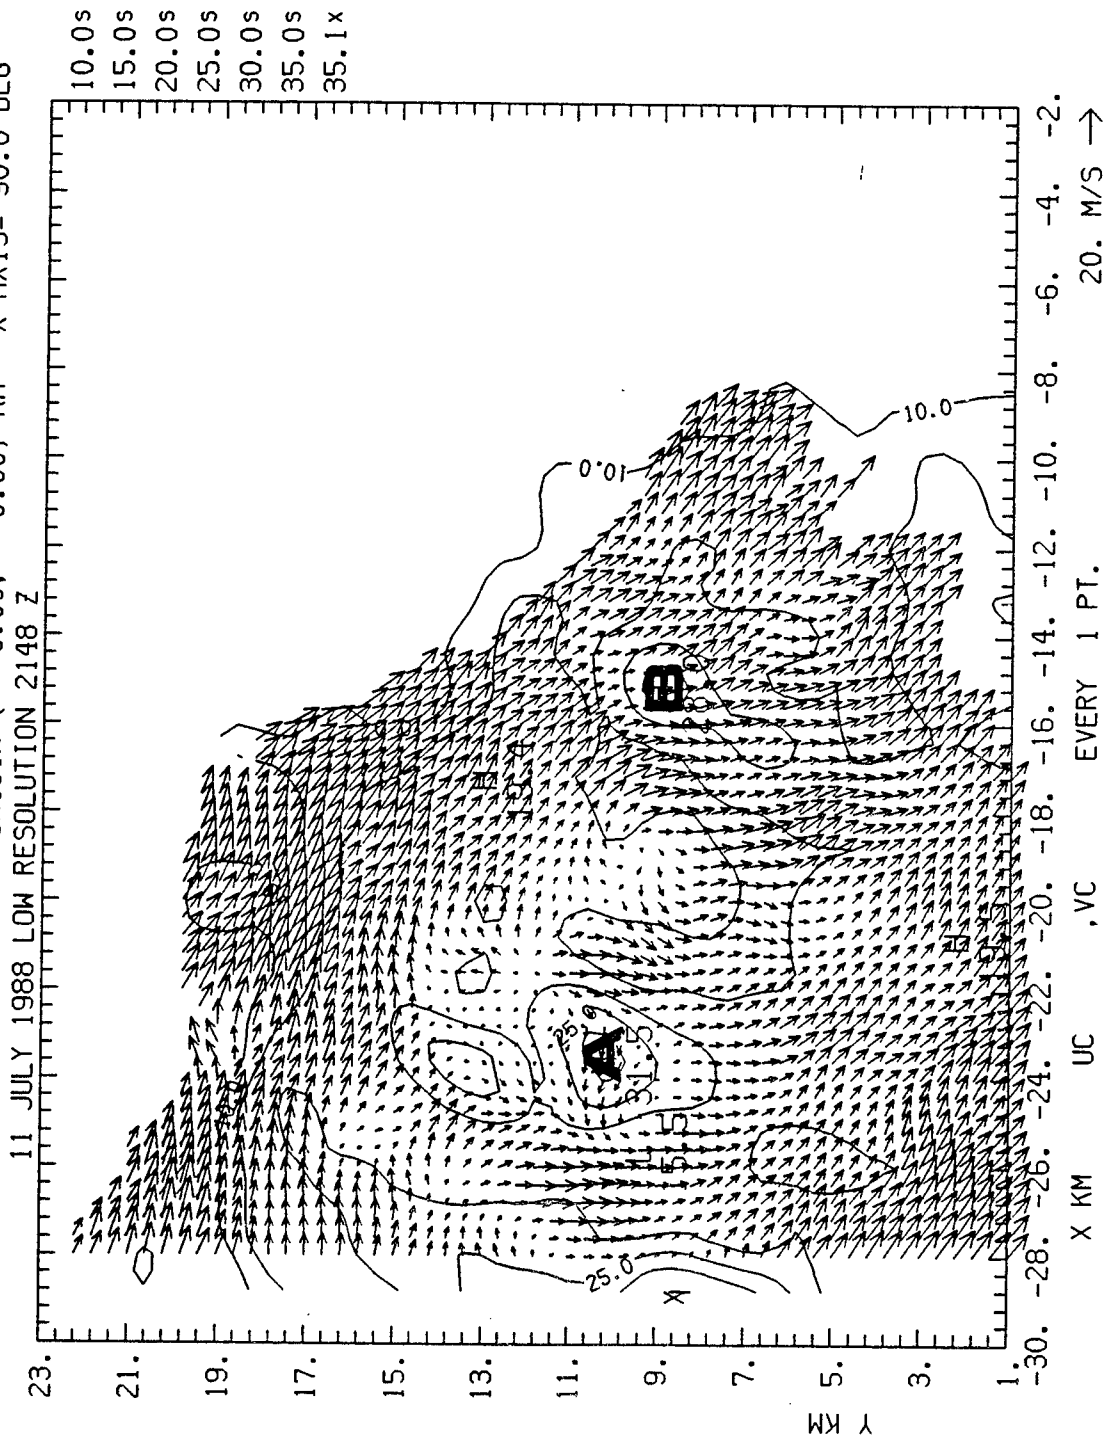 11 JULY 1988 LOW RESOLUTION 2148 Z
10.0s
15.0s
20.0s
25.0s
30.0s
35.0s
35.1x
23.
21.
19.
17.
15.
13.
11.
9.
7.
5.
3.
1.
Y KM
-30.
-28.
-26.
-24.
-22.
-20.
-18.
-16.
-14.
-12.
-10.
-8.
-6.
-4.
-2.
X KM UC ,VC EVERY 1 PT. 20. M/S →
10.0
10.0
25.0
A
B
H
H